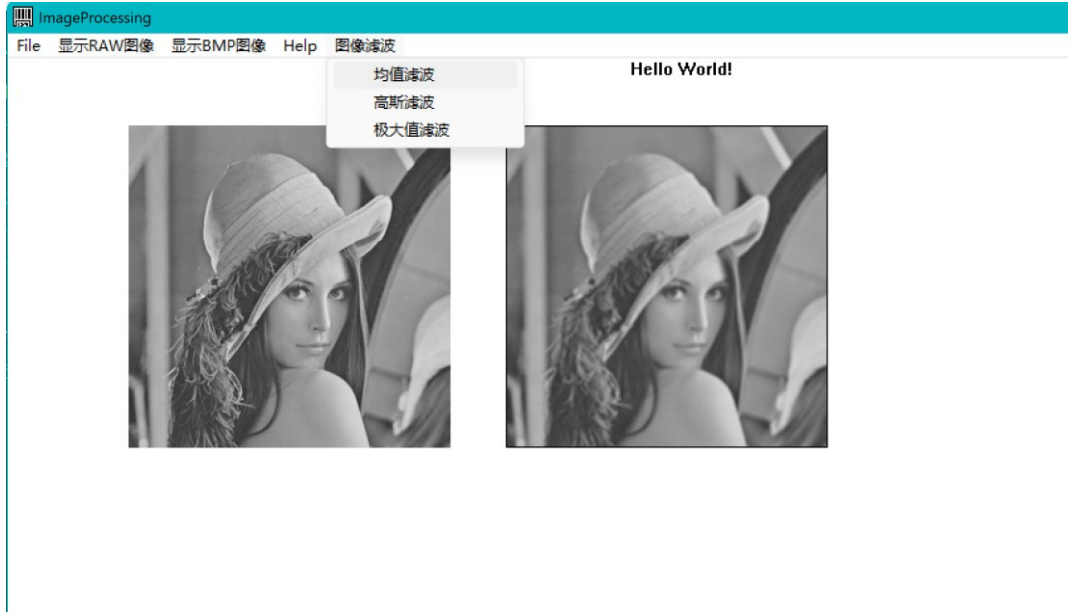 ImageProcessing
File 显示RAW图像 显示BMP图像 Help 图像滤波
均值滤波
高斯滤波
极大值滤波
Hello World!